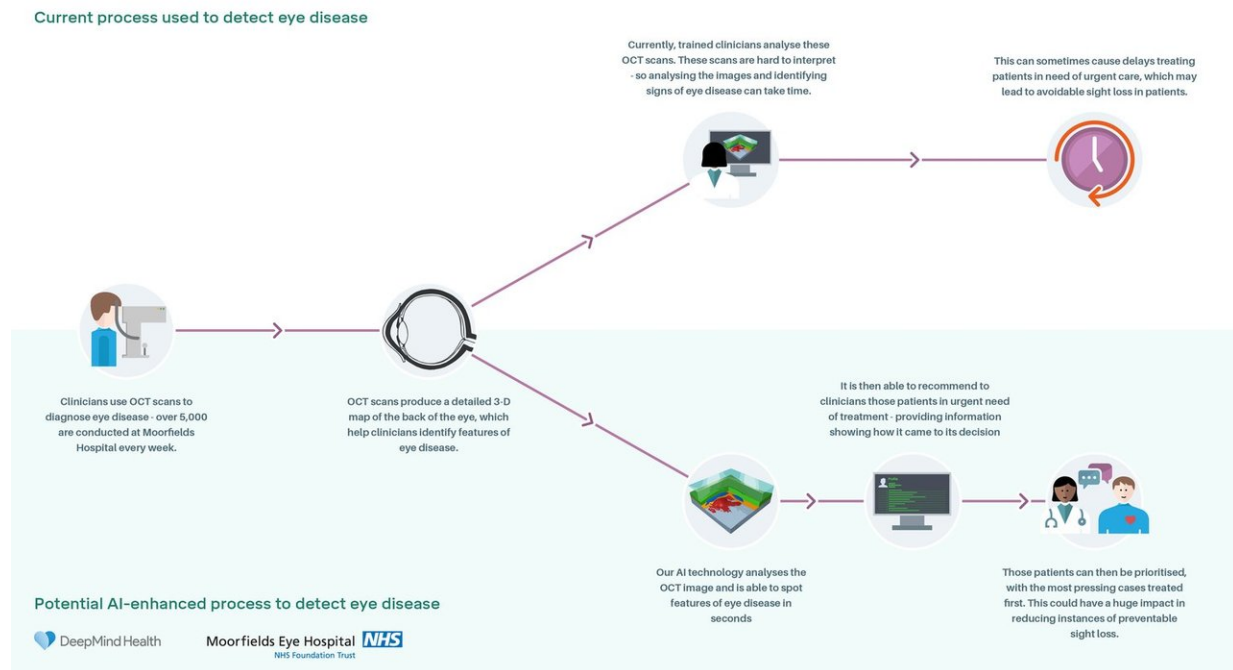 Current process used to detect eye disease
Currently, trained clinicians analyse these
OCT scans. These scans are hard to interpret
- so analysing the images and identifying
signs of eye disease can take time.
This can sometimes cause delays treating
patients in need of urgent care, which may
lead to avoidable sight loss in patients.
Clinicians use OCT scans to
diagnose eye disease - over 5,000
are conducted at Moorfields
Hospital every week.
OCT scans produce a detailed 3-D
map of the back of the eye, which
help clinicians identify features of
eye disease.
It is then able to recommend to
clinicians those patients in urgent need
of treatment - providing information
showing how it came to its decision
Our AI technology analyses the
OCT image and is able to spot
features of eye disease in
seconds
Those patients can then be prioritised,
with the most pressing cases treated
first. This could have a huge impact in
reducing instances of preventable
sight loss.
Potential AI-enhanced process to detect eye disease
DeepMind Health
Moorfields Eye Hospital NHS
NHS Foundation Trust